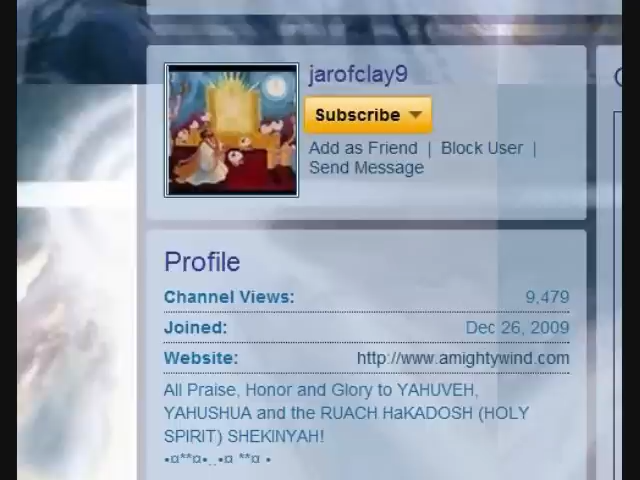 jarofclay9
Subscribe
Add as Friend | Block User |
Send Message
Profile
Channel Views: 9,479
Joined: Dec 26, 2009
Website: http://www.amightywind.com
All Praise, Honor and Glory to YAHUVEH,
YAHUSHUA and the RUACH HaKADOSH (HOLY
SPIRIT) SHEKINYAH!
•¤**¤•.,.•¤ **¤ •